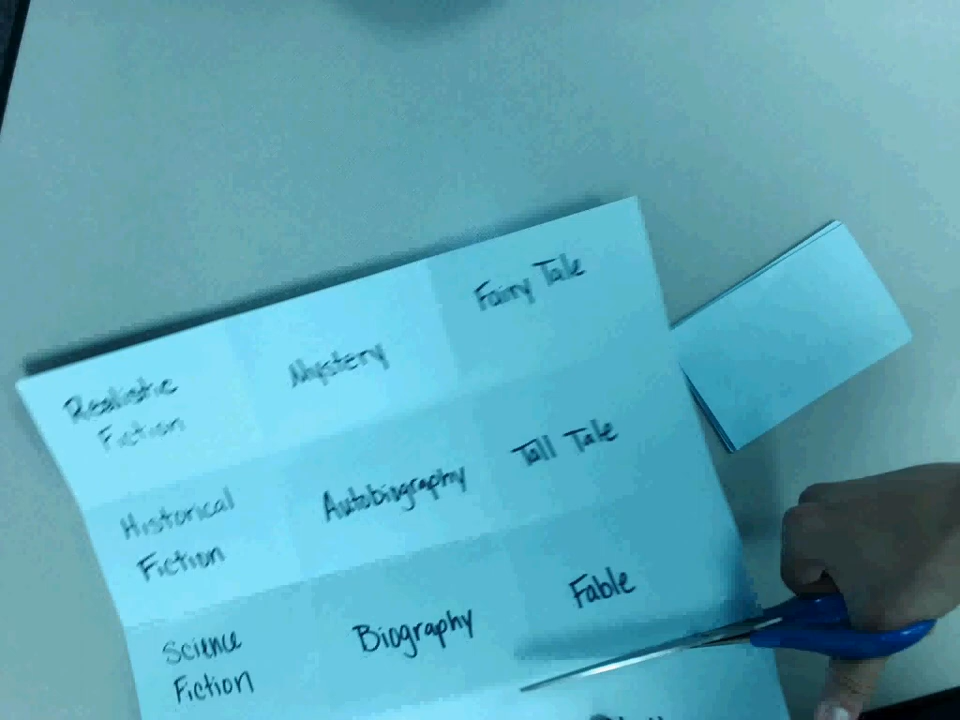 Realistic
Fiction
Mystery
Fairy Tale
Historical
Fiction
Autobiography
Tall Tale
Science
Fiction
Biography
Fable